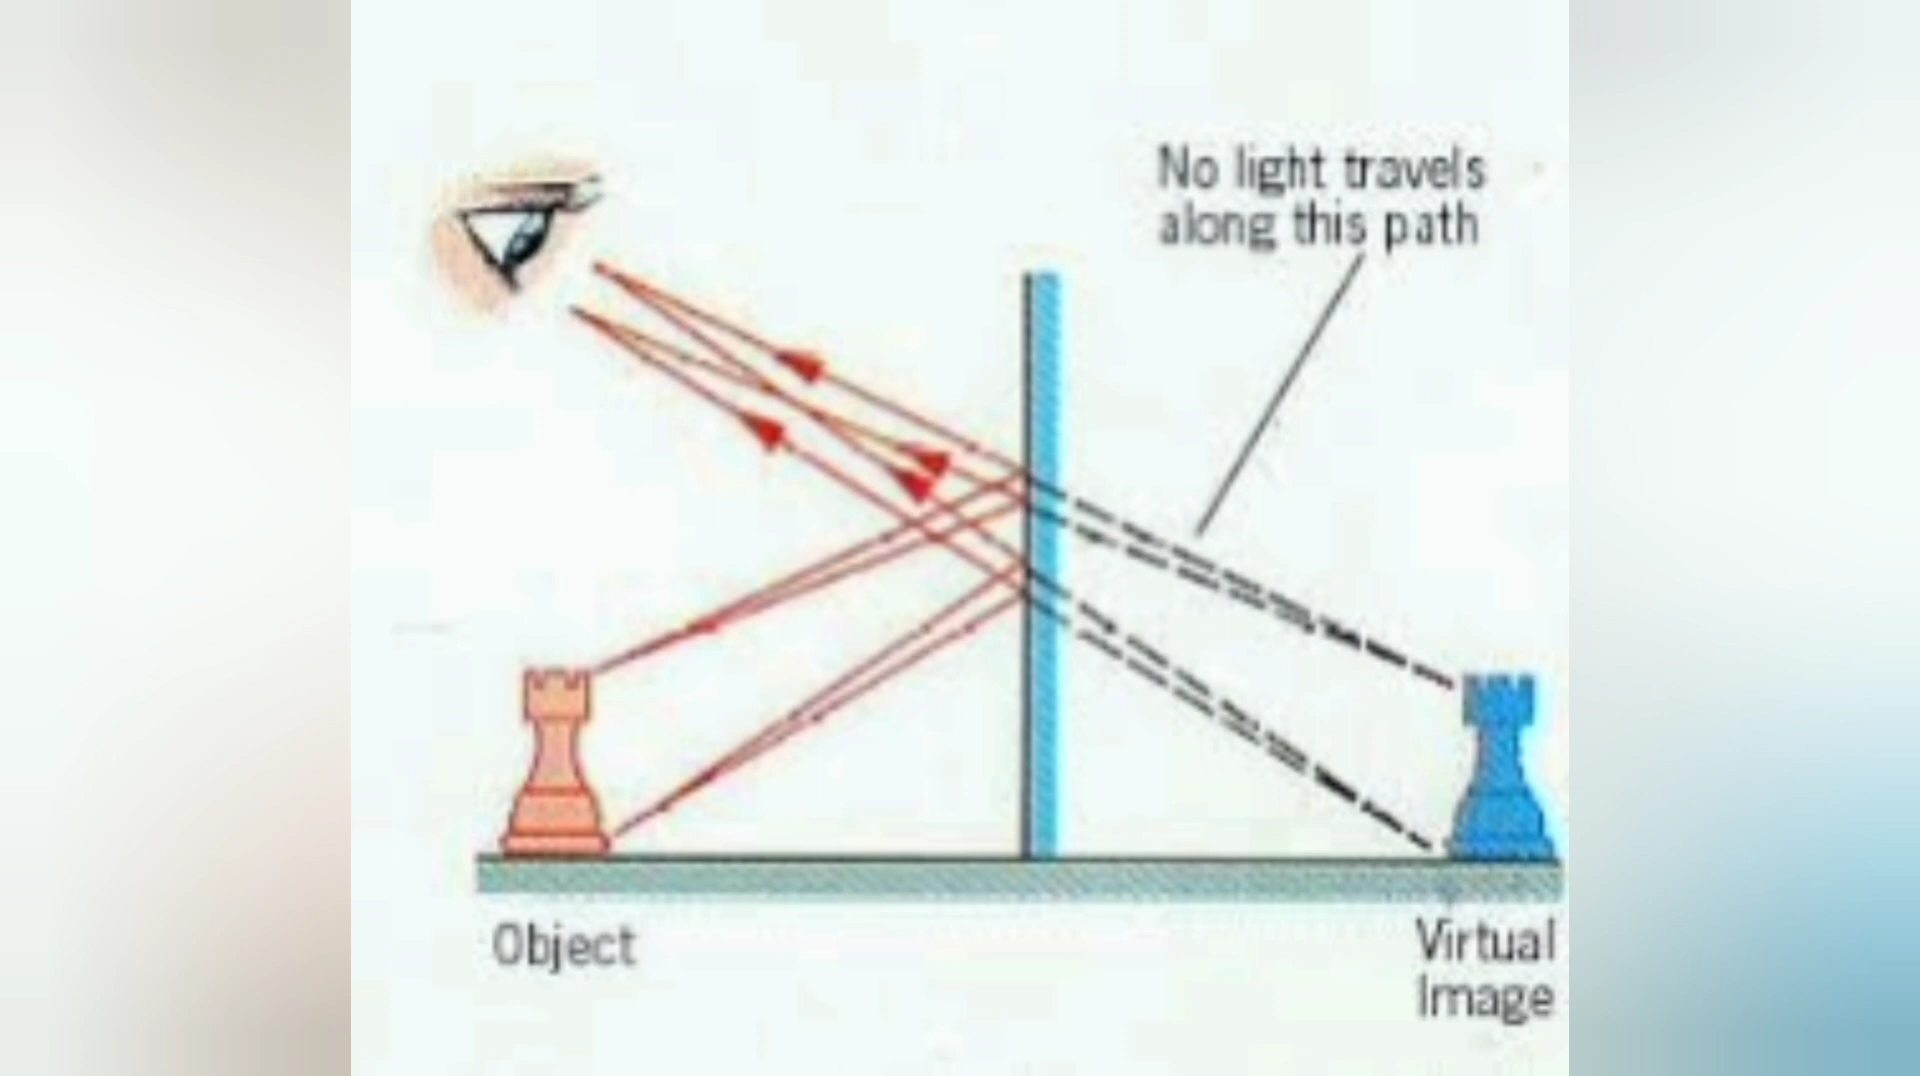 No light travels
along this path
Object
Virtual
Image